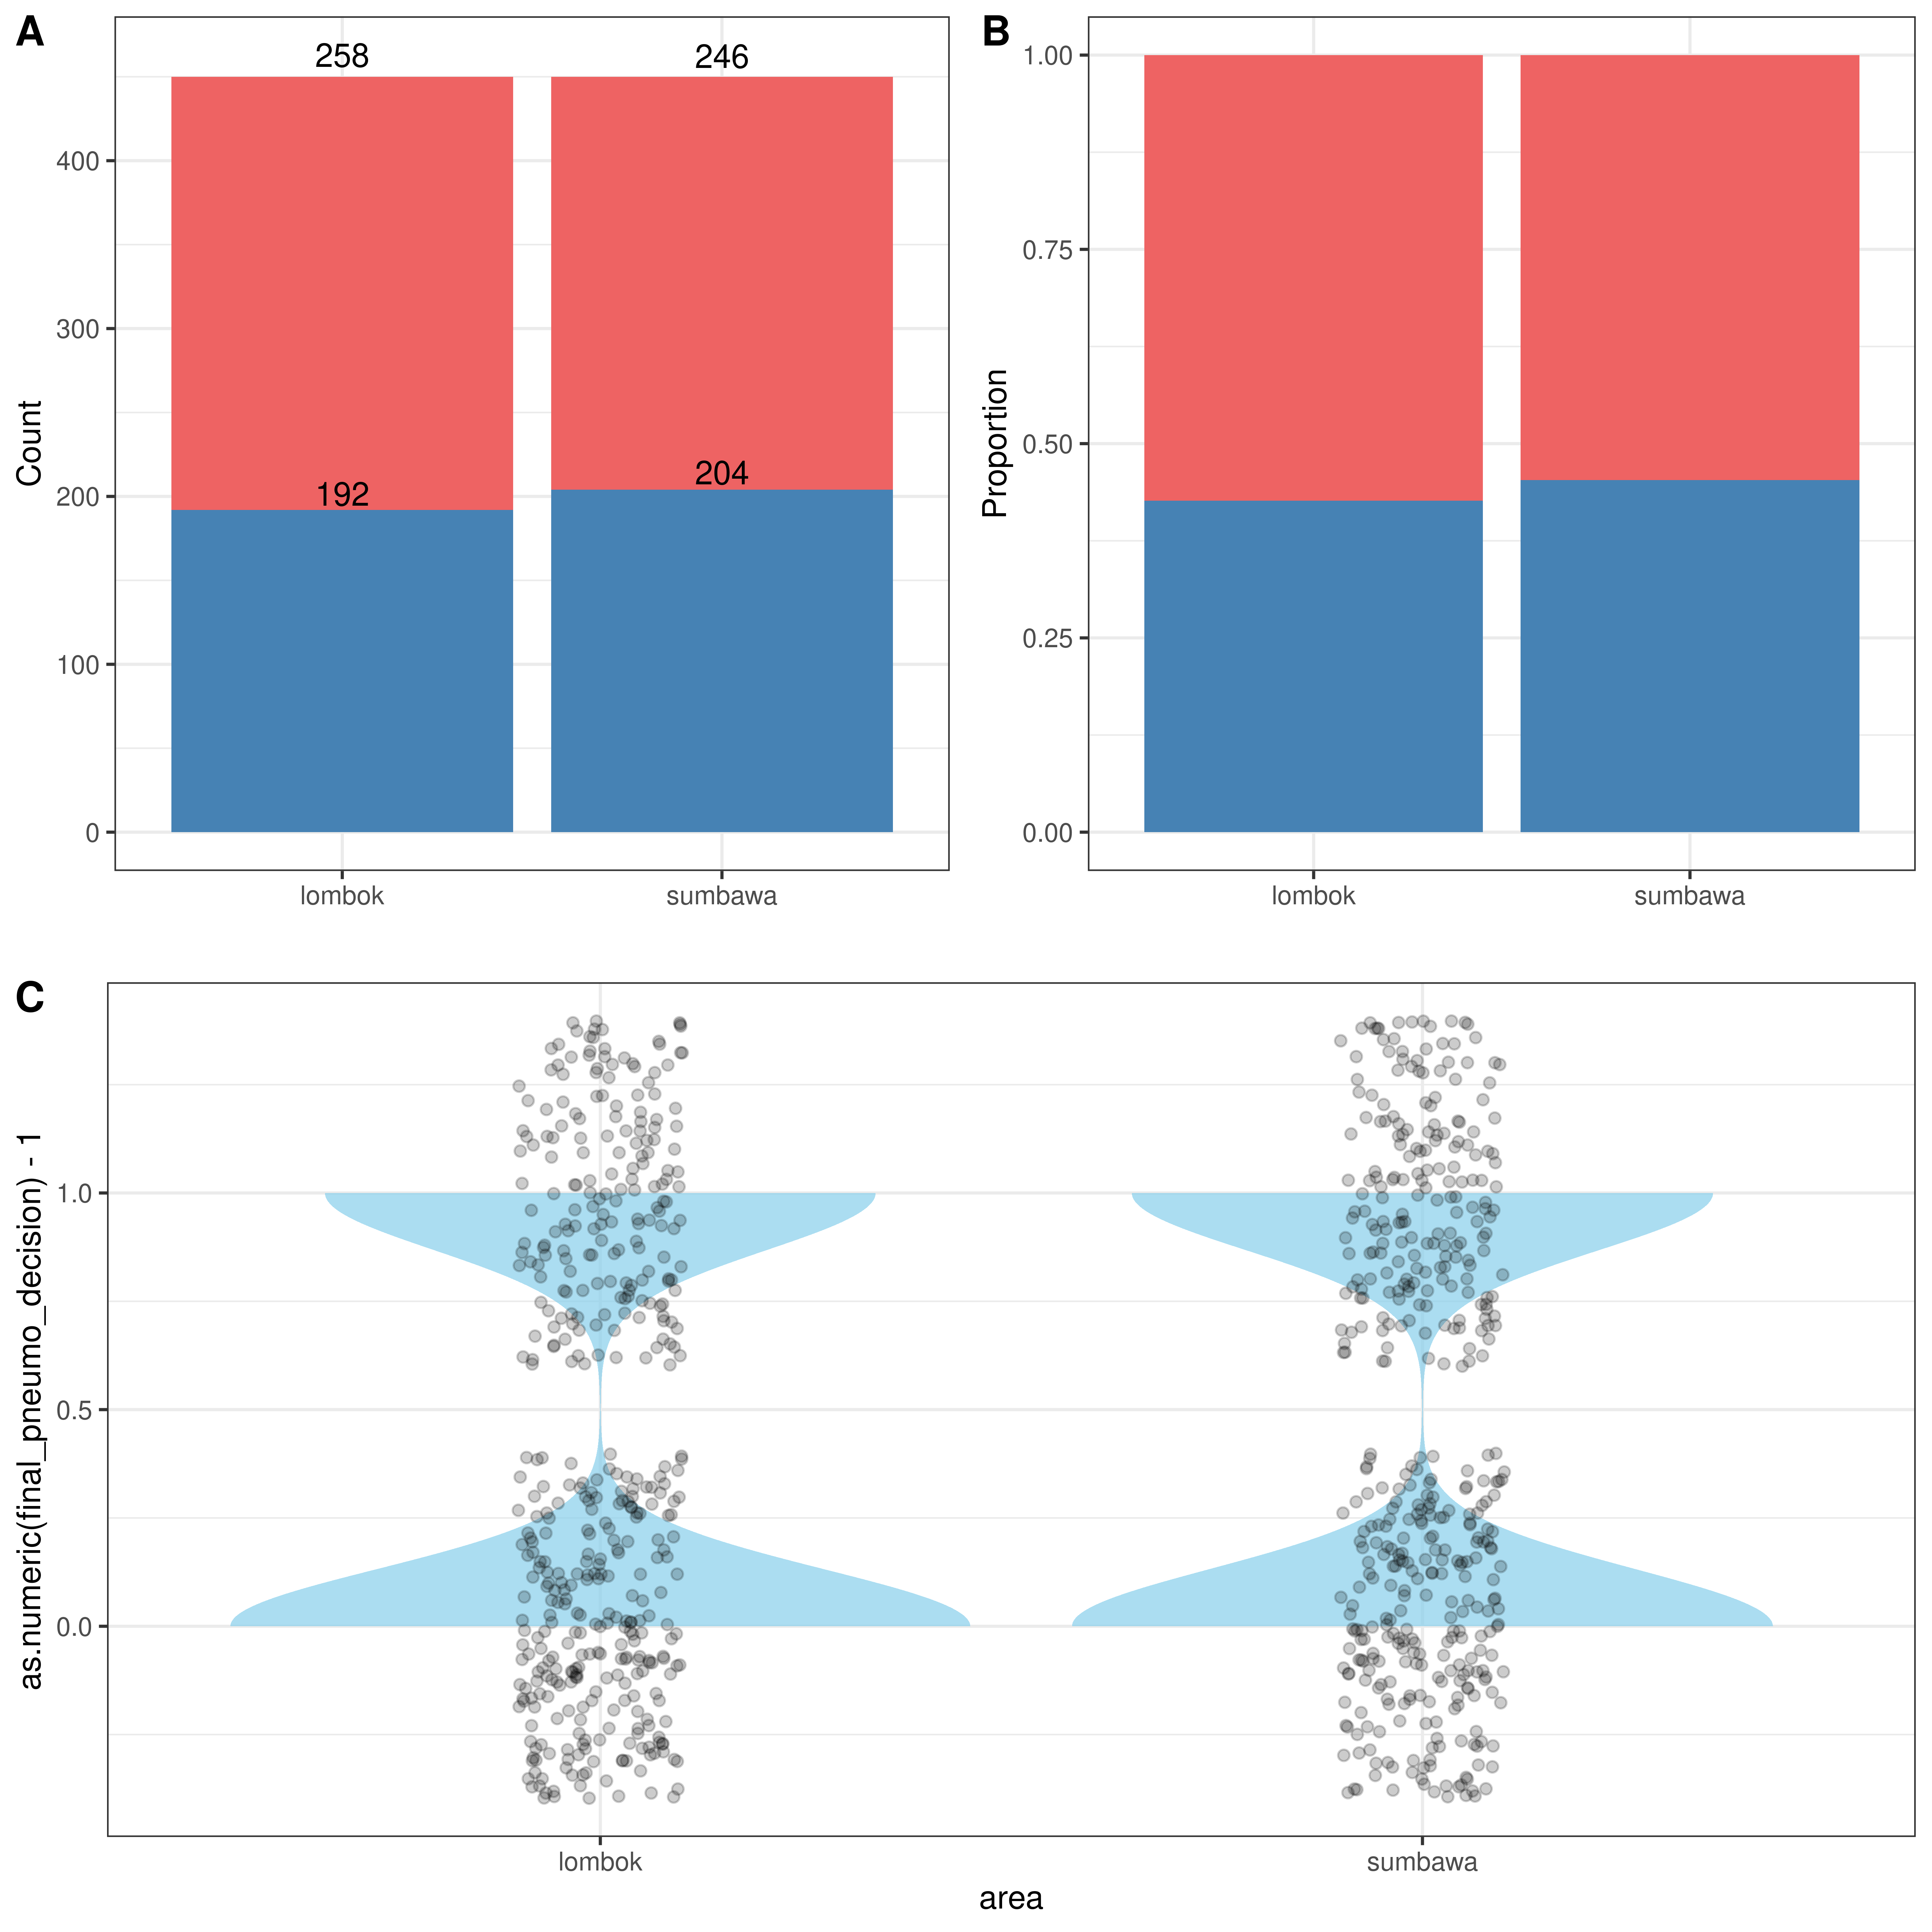 A
258
246
400
300
200
100
0
192
204
Count
lombok
sumbawa
B
1.00
0.75
0.50
0.25
0.00
Proportion
lombok
sumbawa
C
1.0
0.5
0.0
as.numeric(final_pneumo_decision) - 1
lombok
sumbawa
area